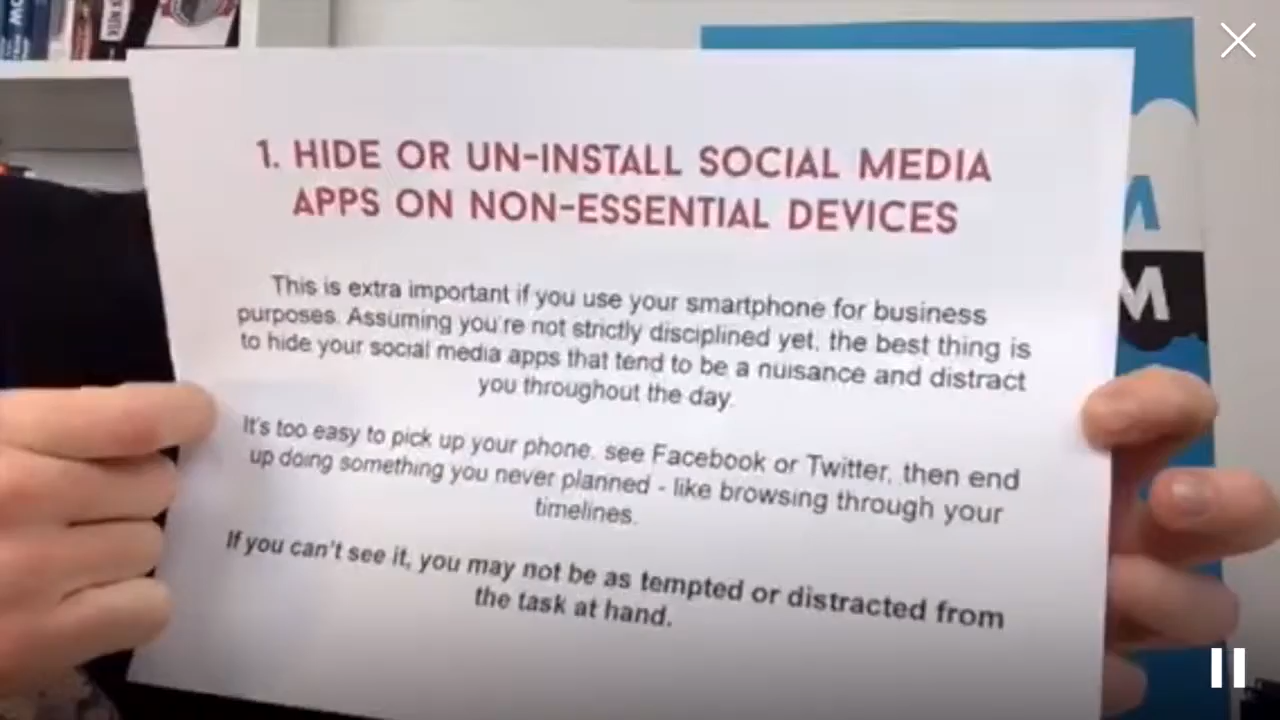 1. HIDE OR UN-INSTALL SOCIAL MEDIA
APPS ON NON-ESSENTIAL DEVICES
This is extra important if you use your smartphone for business
purposes. Assuming you're not strictly disciplined yet, the best thing is
to hide your social media apps that tend to be a nuisance and distract
you throughout the day.
It's too easy to pick up your phone, see Facebook or Twitter, then end
up doing something you never planned - like browsing through your
timelines.
If you can't see it, you may not be as tempted or distracted from
the task at hand.
M